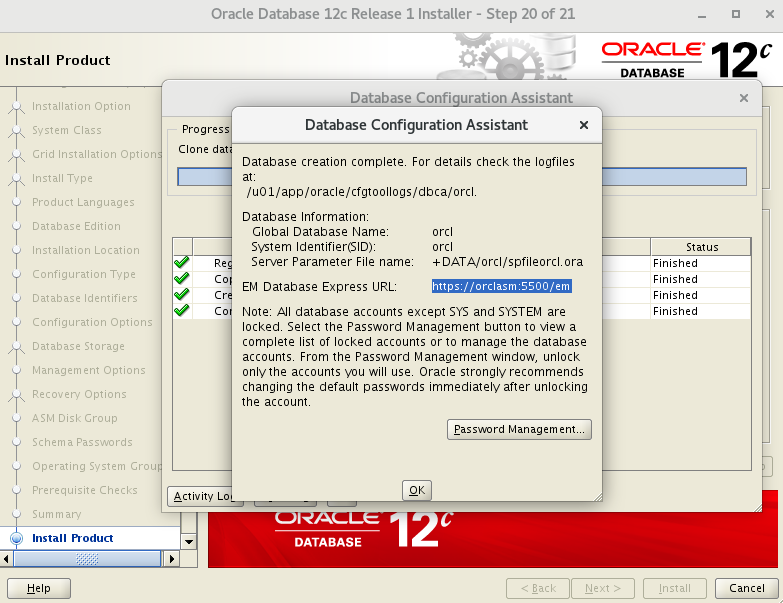 Oracle Database 12c Release 1 Installer - Step 20 of 21
Install Product
ORACLE
DATABASE
12c
Installation Option
System Class
Grid Installation Options
Install Type
Product Languages
Database Edition
Installation Location
Configuration Type
Database Identifiers
Configuration Options
Database Storage
Management Options
Recovery Options
ASM Disk Group
Schema Passwords
Operating System Group
Prerequisite Checks
Summary
Install Product
Database Configuration Assistant
Progress
Status
Finished
Finished
Finished
Finished
Database Configuration Assistant
Database creation complete. For details check the logfiles
at:
/u01/app/oracle/cfgtoollogs/dbca/orcl.
Database Information:
Global Database Name: orcl
System Identifier(SID): orcl
Server Parameter File name: +DATA/orcl/spfileorcl.ora
EM Database Express URL: https://orclasm:5500/em
Note: All database accounts except SYS and SYSTEM are
locked. Select the Password Management button to view a
complete list of locked accounts or to manage the database
accounts. From the Password Management window, unlock
only the accounts you will use. Oracle strongly recommends
changing the default passwords immediately after unlocking
the account.
Password Management...
OK
Activity Log
ORACLE
DATABASE
12c
Help
< Back
Next >
Install
Cancel